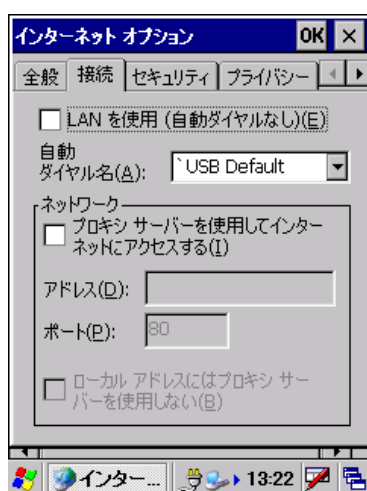 インターネット オプション OK ×
全般 接続 セキュリティ プライバシー
LAN を使用 (自動ダイヤルなし)(E)
自動
ダイヤル名(A): `USB Default
ネットワーク
プロキシ サーバーを使用してインター
ネットにアクセスする(I)
アドレス(D):
ポート(P): 80
ローカル アドレスにはプロキシ サー
バーを使用しない(B)
インター... 13:22